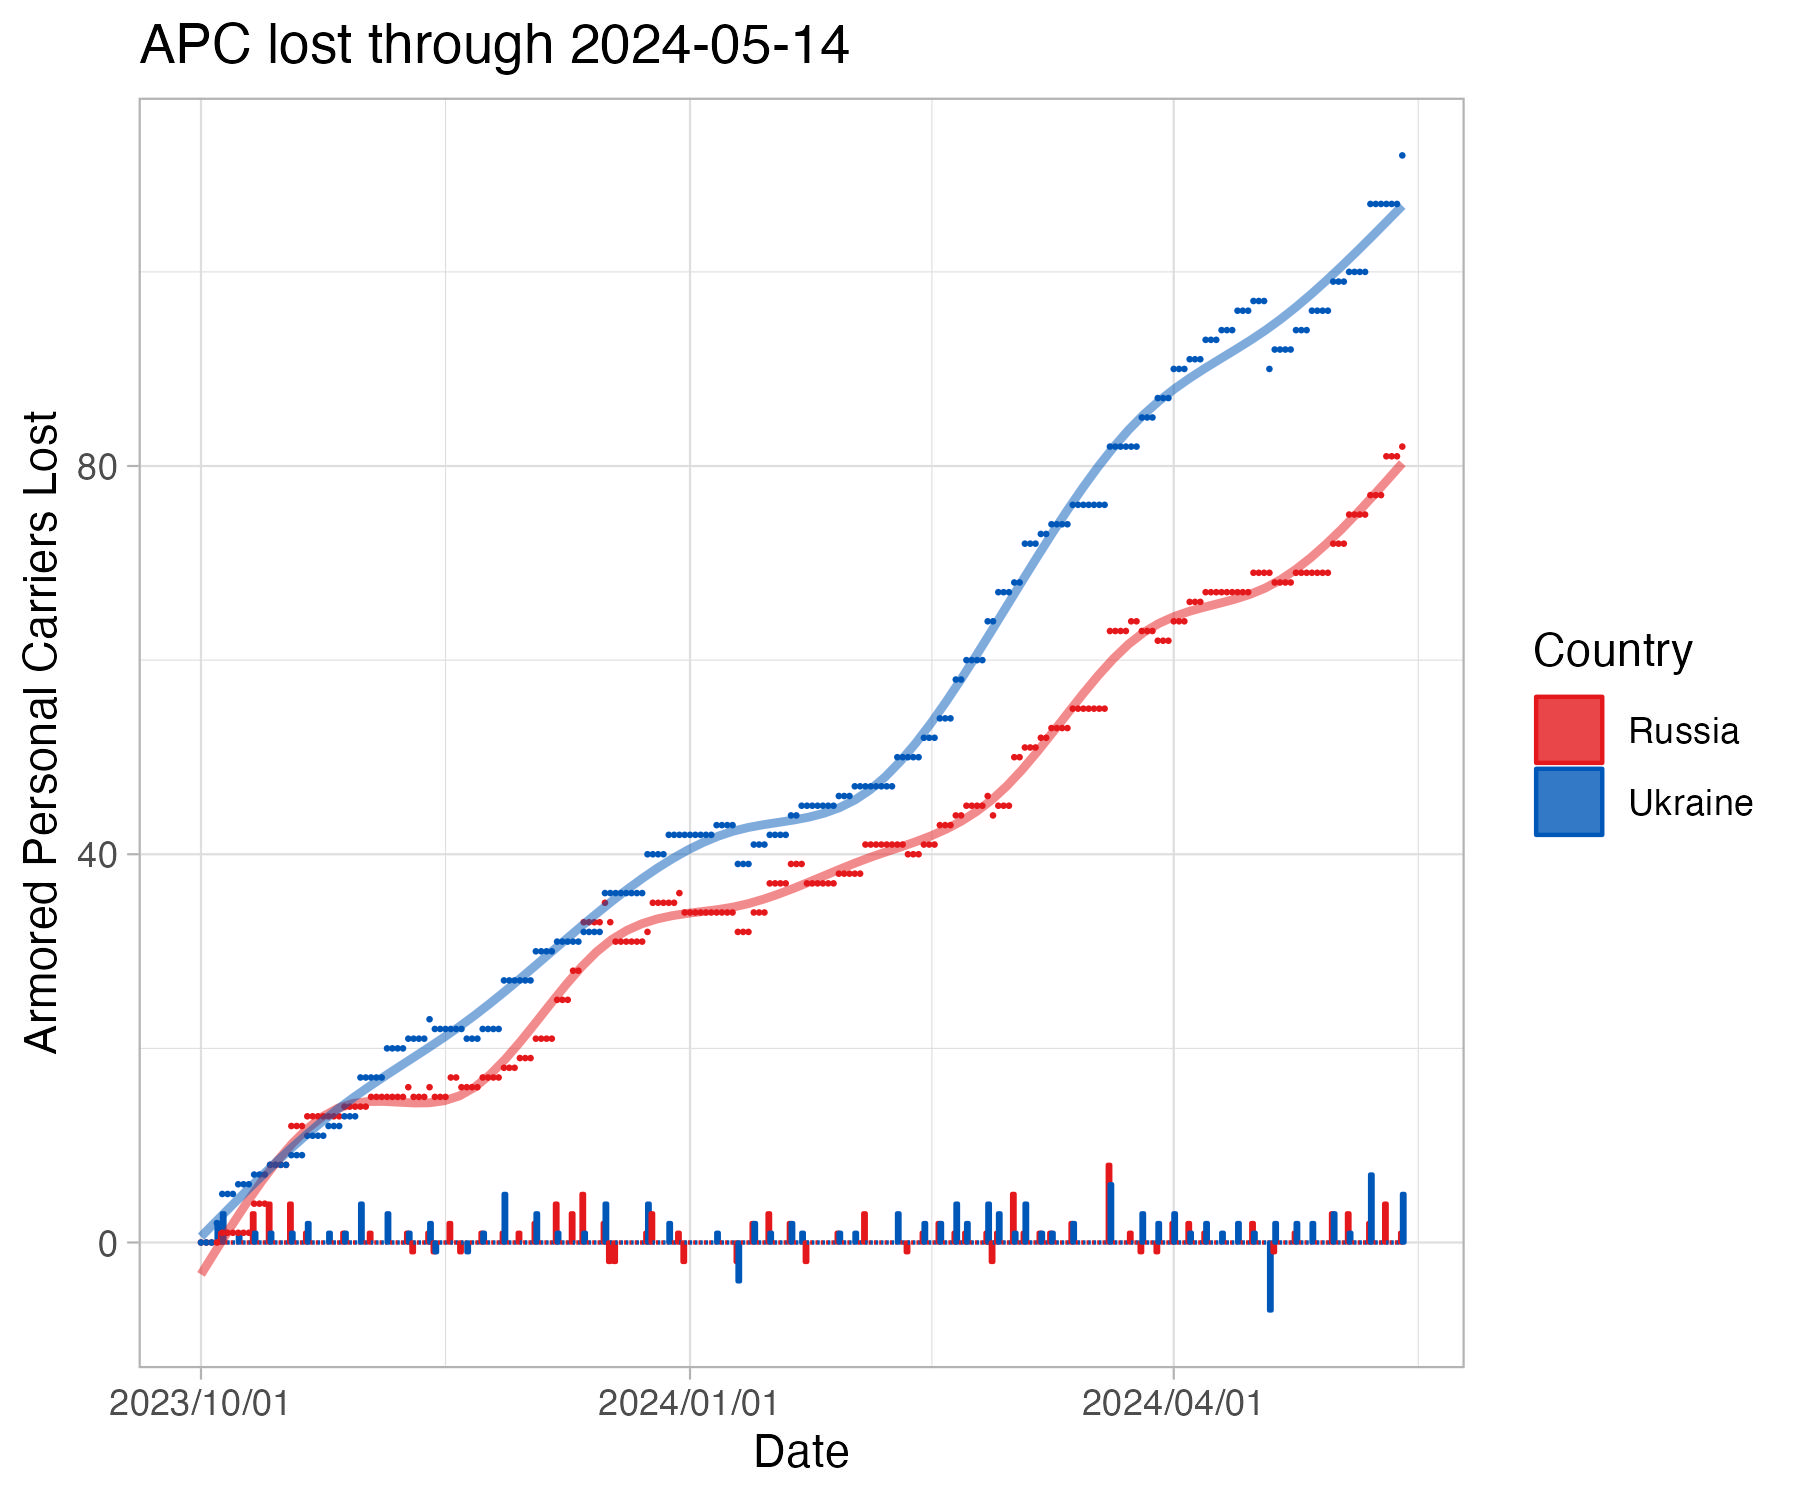 APC lost through 2024-05-14
Armored Personal Carriers Lost
80
40
0
2023/10/01
2024/01/01
2024/04/01
Date
Country
Russia
Ukraine